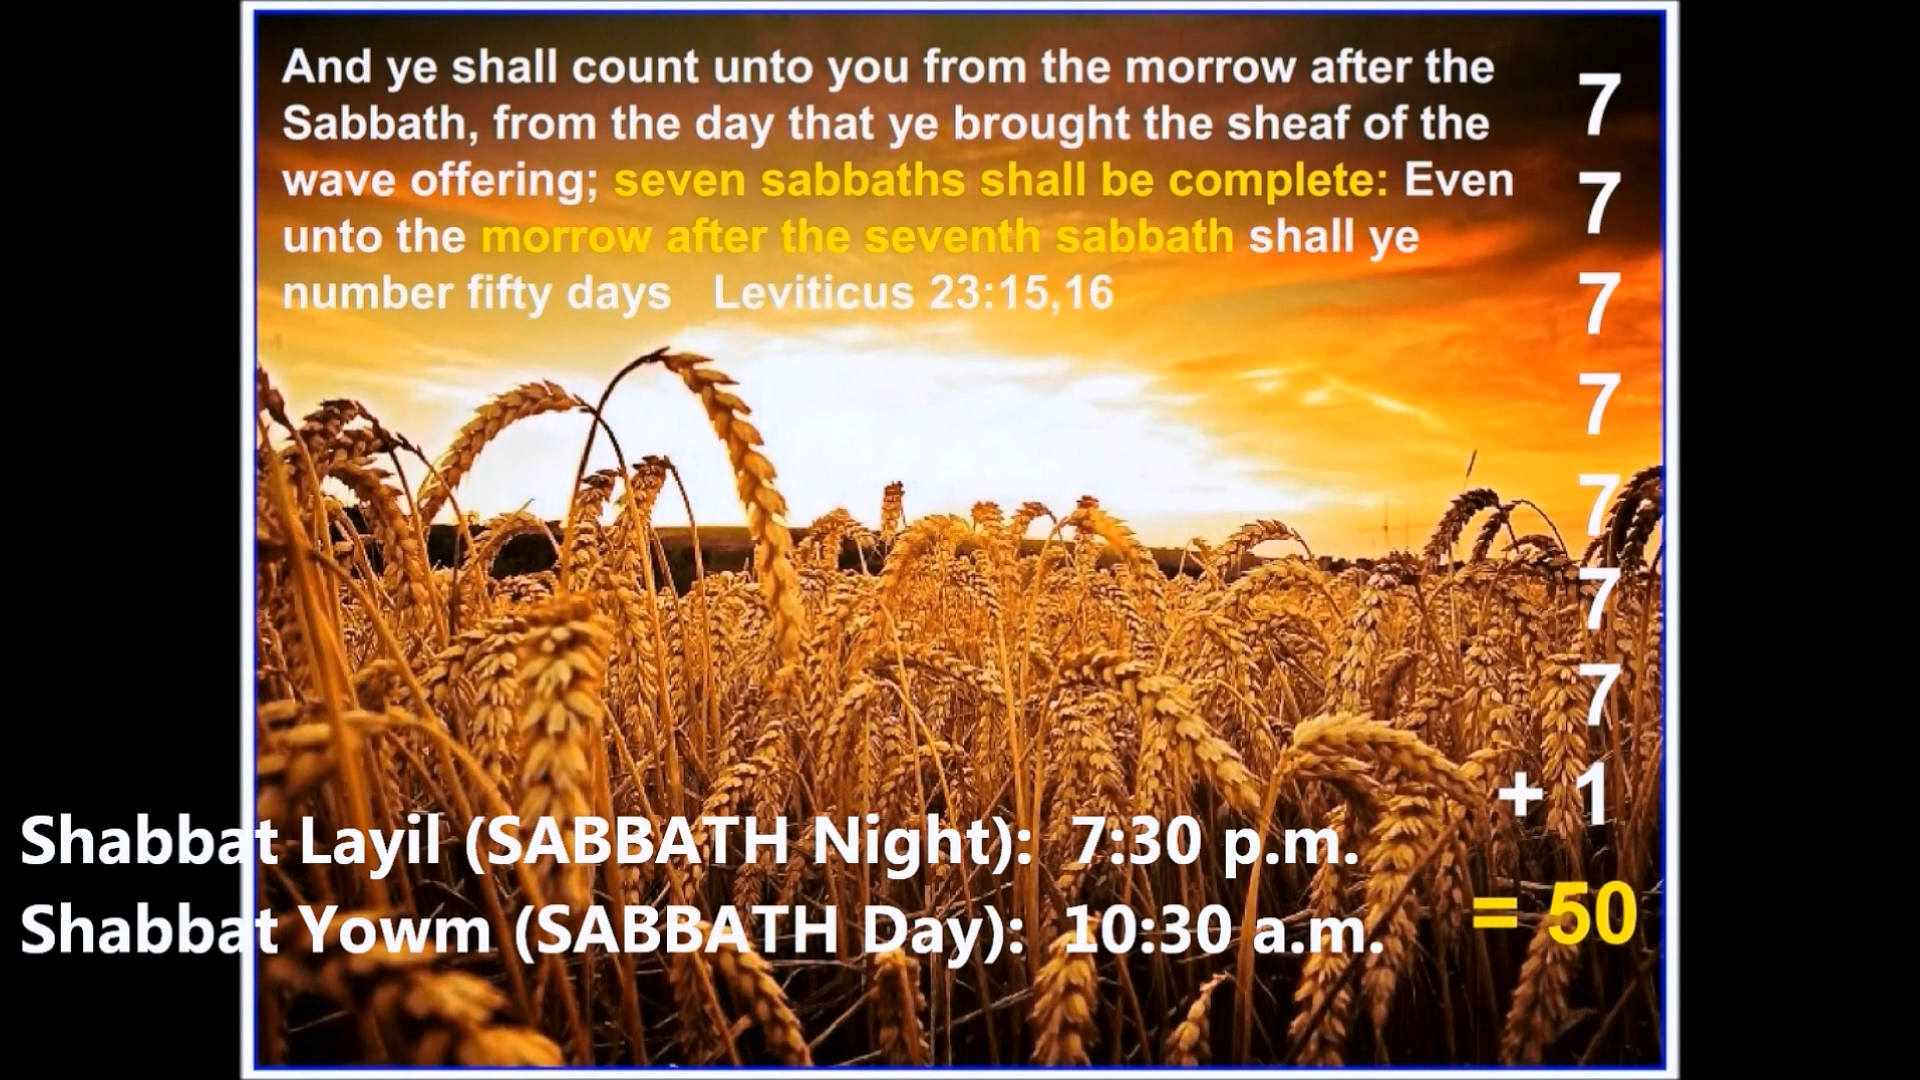 And ye shall count unto you from the morrow after the
Sabbath, from the day that ye brought the sheaf of the
wave offering; seven sabbaths shall be complete: Even
unto the morrow after the seventh sabbath shall ye
number fifty days   Leviticus 23:15,16
7
7
7
7
7
7
7
+ 1
= 50
Shabbat Layil (SABBATH Night):  7:30 p.m.
Shabbat Yowm (SABBATH Day):  10:30 a.m.